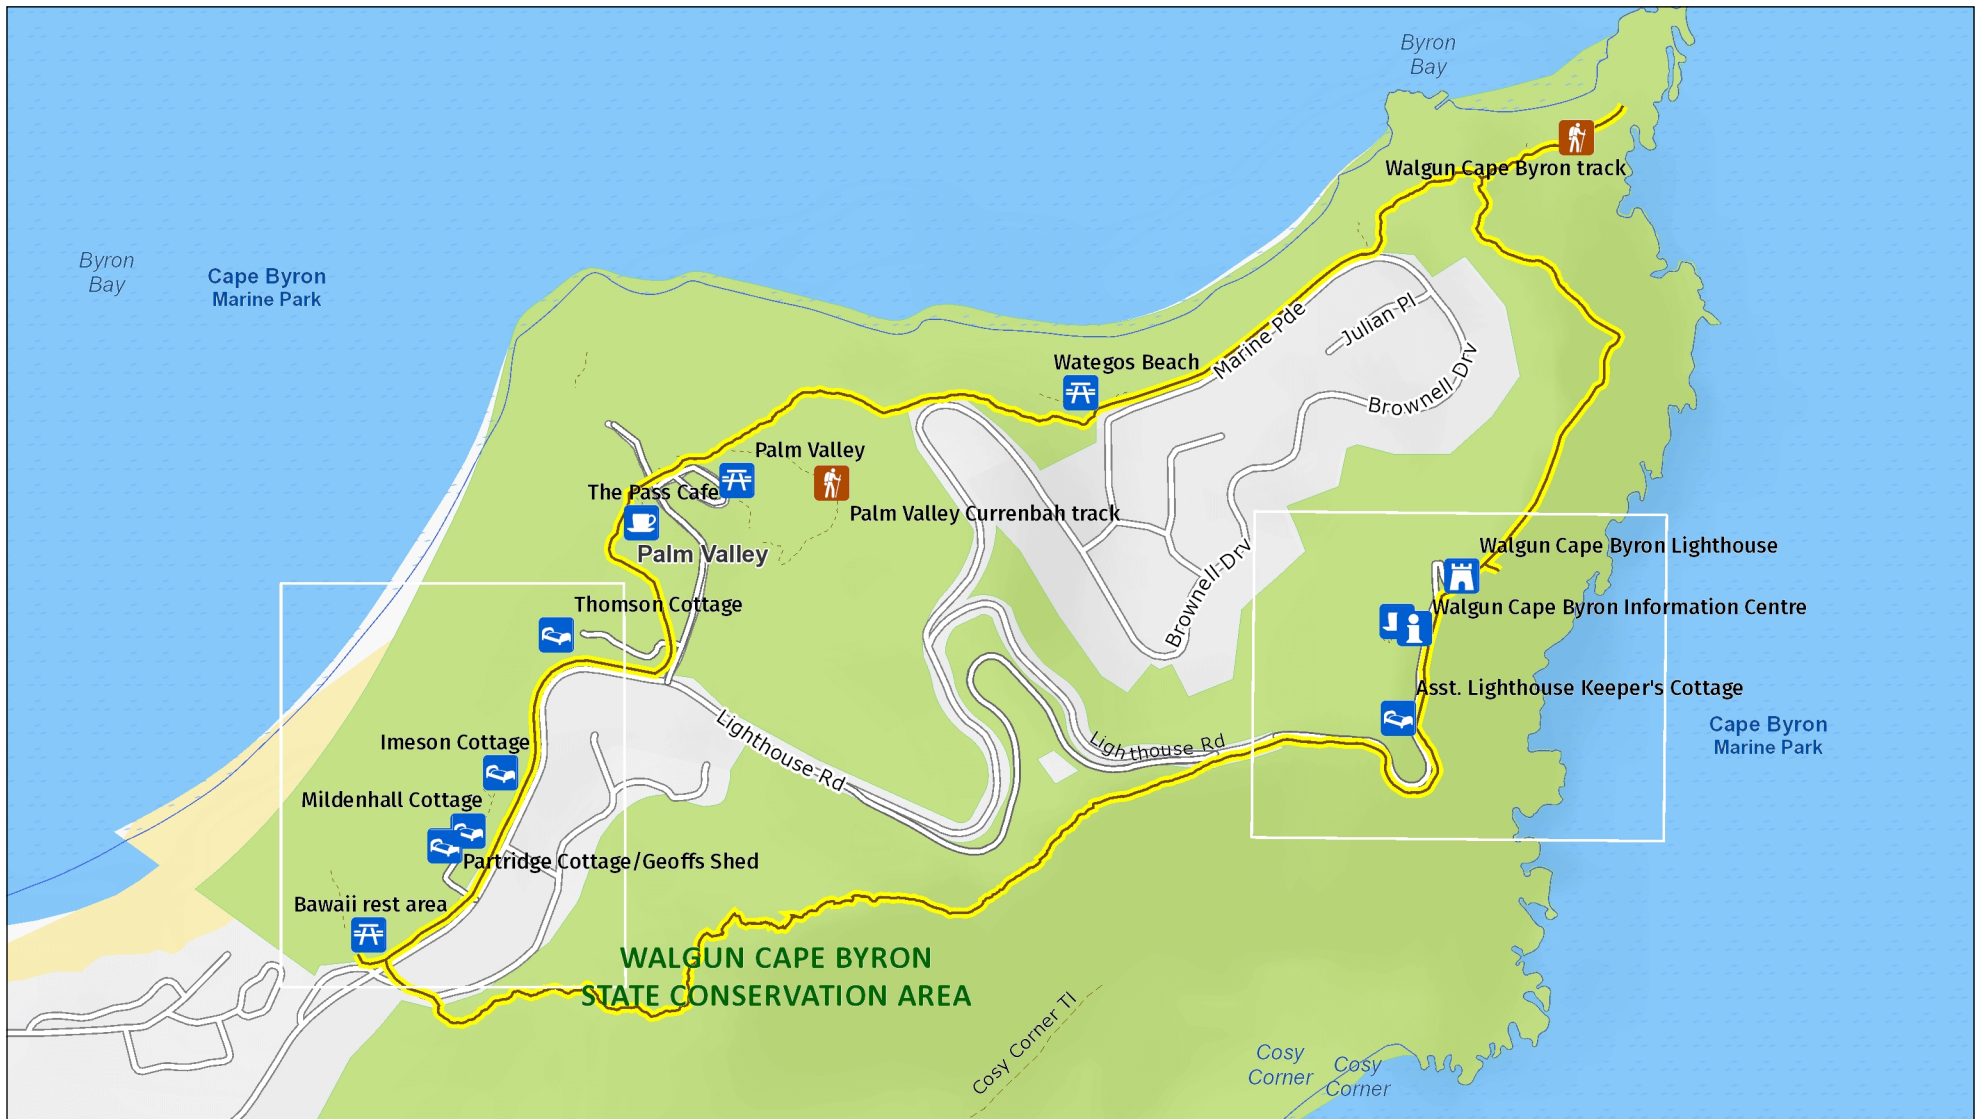 Byron
Bay
Walgun Cape Byron track
Byron
Bay
Cape Byron
Marine Park
Marine Pde
Julian Pl
Wategos Beach
Brownell Drv
Palm Valley
The Pass Cafe
Palm Valley Currenbah track
Palm Valley
Walgun Cape Byron Lighthouse
Brownell Drv
Thomson Cottage
Walgun Cape Byron Information Centre
Asst. Lighthouse Keeper's Cottage
Cape Byron
Marine Park
Lighthouse Rd
Lighthouse Rd
Imeson Cottage
Mildenhall Cottage
Partridge Cottage/Geoffs Shed
Bawaii rest area
WALGUN CAPE BYRON
STATE CONSERVATION AREA
Cosy Corner Tl
Cosy
Corner
Cosy
Corner